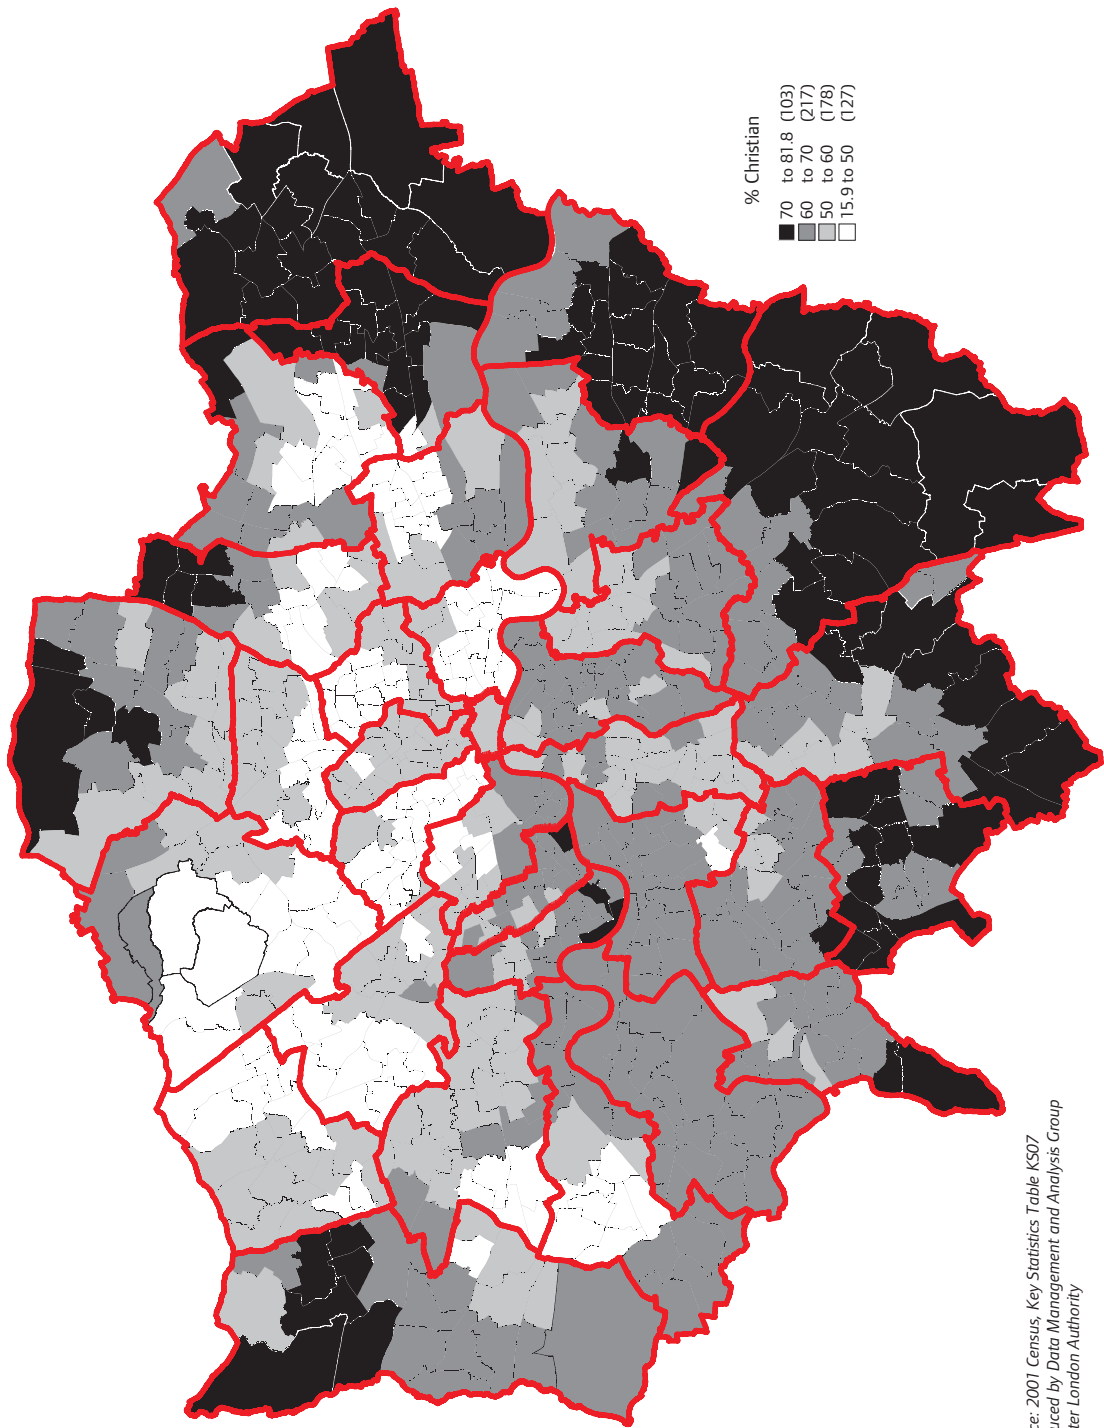 % Christian
70 to 81.8 (103)
60 to 70 (217)
50 to 60 (178)
15.9 to 50 (127)
ce: 2001 Census, Key Statistics Table KS07
uced by Data Management and Analysis Group
ter London Authority